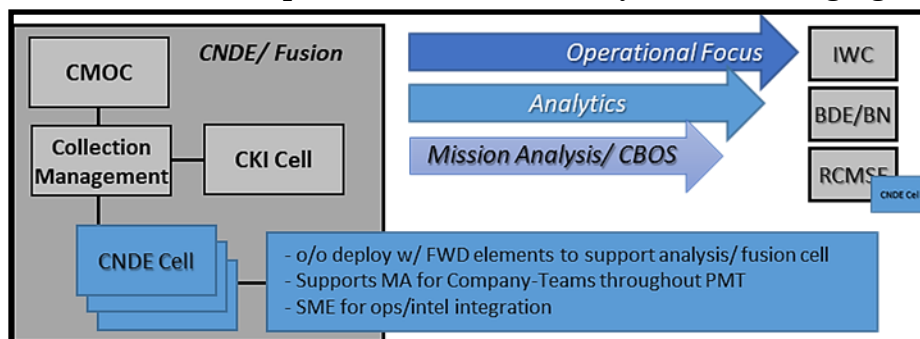 CNDE/ Fusion
CMOC
Collection
Management
CKI Cell
CNDE Cell
- o/o deploy w/ FWD elements to support analysis/ fusion cell
- Supports MA for Company-Teams throughout PMT
- SME for ops/intel integration
Operational Focus
Analytics
Mission Analysis/ CBOS
IWC
BDE/BN
RCMSE
CNDE Cell